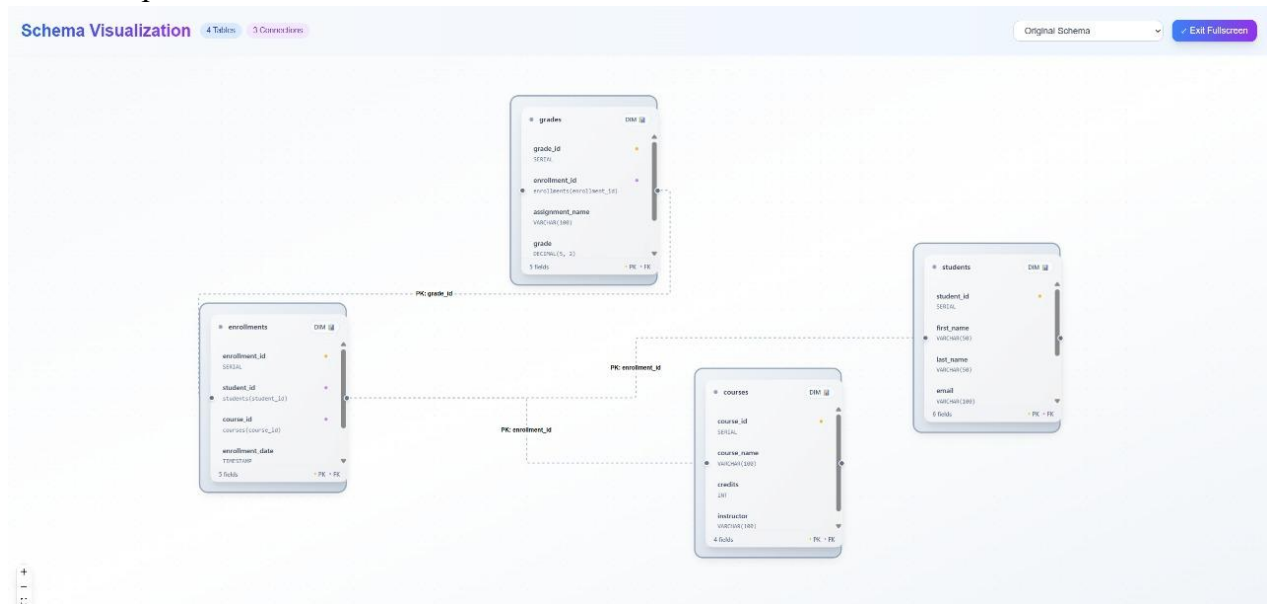 Schema Visualization 4 Tables 3 Connections Original Schema ✓ Exit Fullscreen
grades DIM
grade_id
SERIAL
enrollment_id
enrollments(enrollment_id)
assignment_name
VARCHAR(100)
grade
DECIMAL(5, 2)
5 fields • PK • FK
PK: grade_id
students DIM
student_id
SERIAL
first_name
VARCHAR(50)
last_name
VARCHAR(50)
email
VARCHAR(100)
8 fields • PK • FK
enrollments DIM
enrollment_id
SERIAL
student_id
students(student_id)
course_id
courses(course_id)
enrollment_date
TIMESTAMP
5 fields • PK • FK
PK: enrollment_id
PK: enrollment_id
courses DIM
course_id
SERIAL
course_name
VARCHAR(100)
credits
INT
instructor
VARCHAR(100)
4 fields • PK • FK
+
−